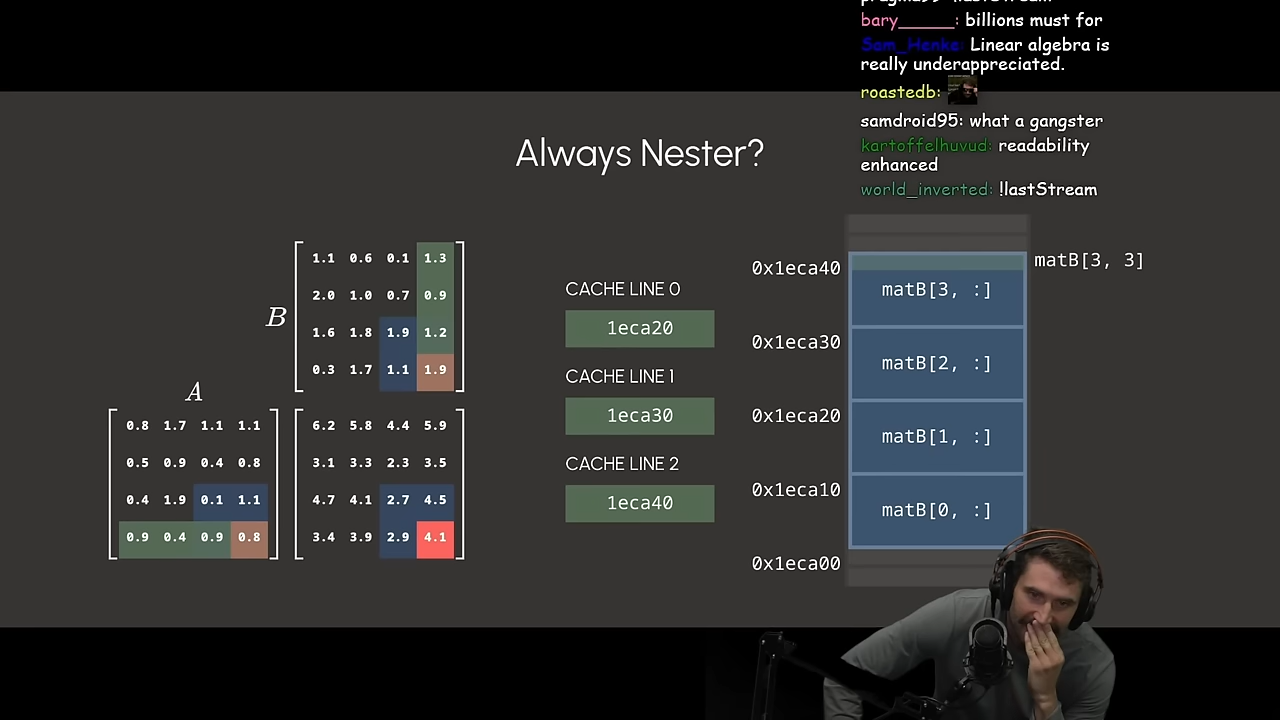 bary_____: billions must for
Sam_Henke: Linear algebra is
really underappreciated.
roastedb:
samdroid95: what a gangster
kartoffelhuvud: readability
enhanced
world_inverted: !lastStream
Always Nester?
B
1.1 0.6 0.1 1.3
2.0 1.0 0.7 0.9
1.6 1.8 1.9 1.2
0.3 1.7 1.1 1.9
A
0.8 1.7 1.1 1.1
0.5 0.9 0.4 0.8
0.4 1.9 0.1 1.1
0.9 0.4 0.9 0.8
6.2 5.8 4.4 5.9
3.1 3.3 2.3 3.5
4.7 4.1 2.7 4.5
3.4 3.9 2.9 4.1
CACHE LINE 0
1eca20
CACHE LINE 1
1eca30
CACHE LINE 2
1eca40
0x1eca40
matB[3, 3]
matB[3, :]
0x1eca30
matB[2, :]
0x1eca20
matB[1, :]
0x1eca10
matB[0, :]
0x1eca00